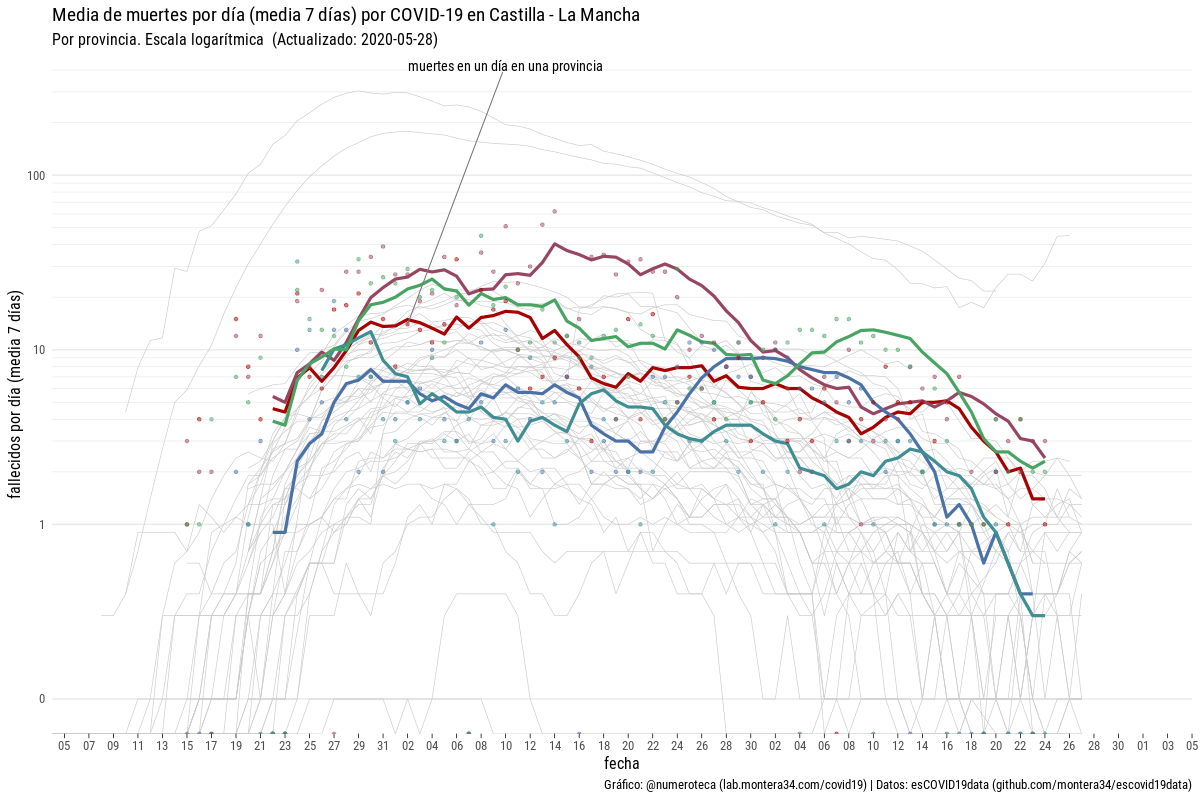 Media de muertes por día (media 7 días) por COVID-19 en Castilla - La Mancha
Por provincia. Escala logarítmica (Actualizado: 2020-05-28)
muertes en un día en una provincia
fallecidos por día (media 7 días)
100
10
1
0
05 07 09 11 13 15 17 19 21 23 25 27 29 31 02 04 06 08 10 12 14 16 18 20 22 24 26 28 30 02 04 06 08 10 12 14 16 18 20 22 24 26 28 30 01 03 05
fecha
Gráfico: @numeroteca (lab.montera34.com/covid19) | Datos: esCOVID19data (github.com/montera34/escovid19data)